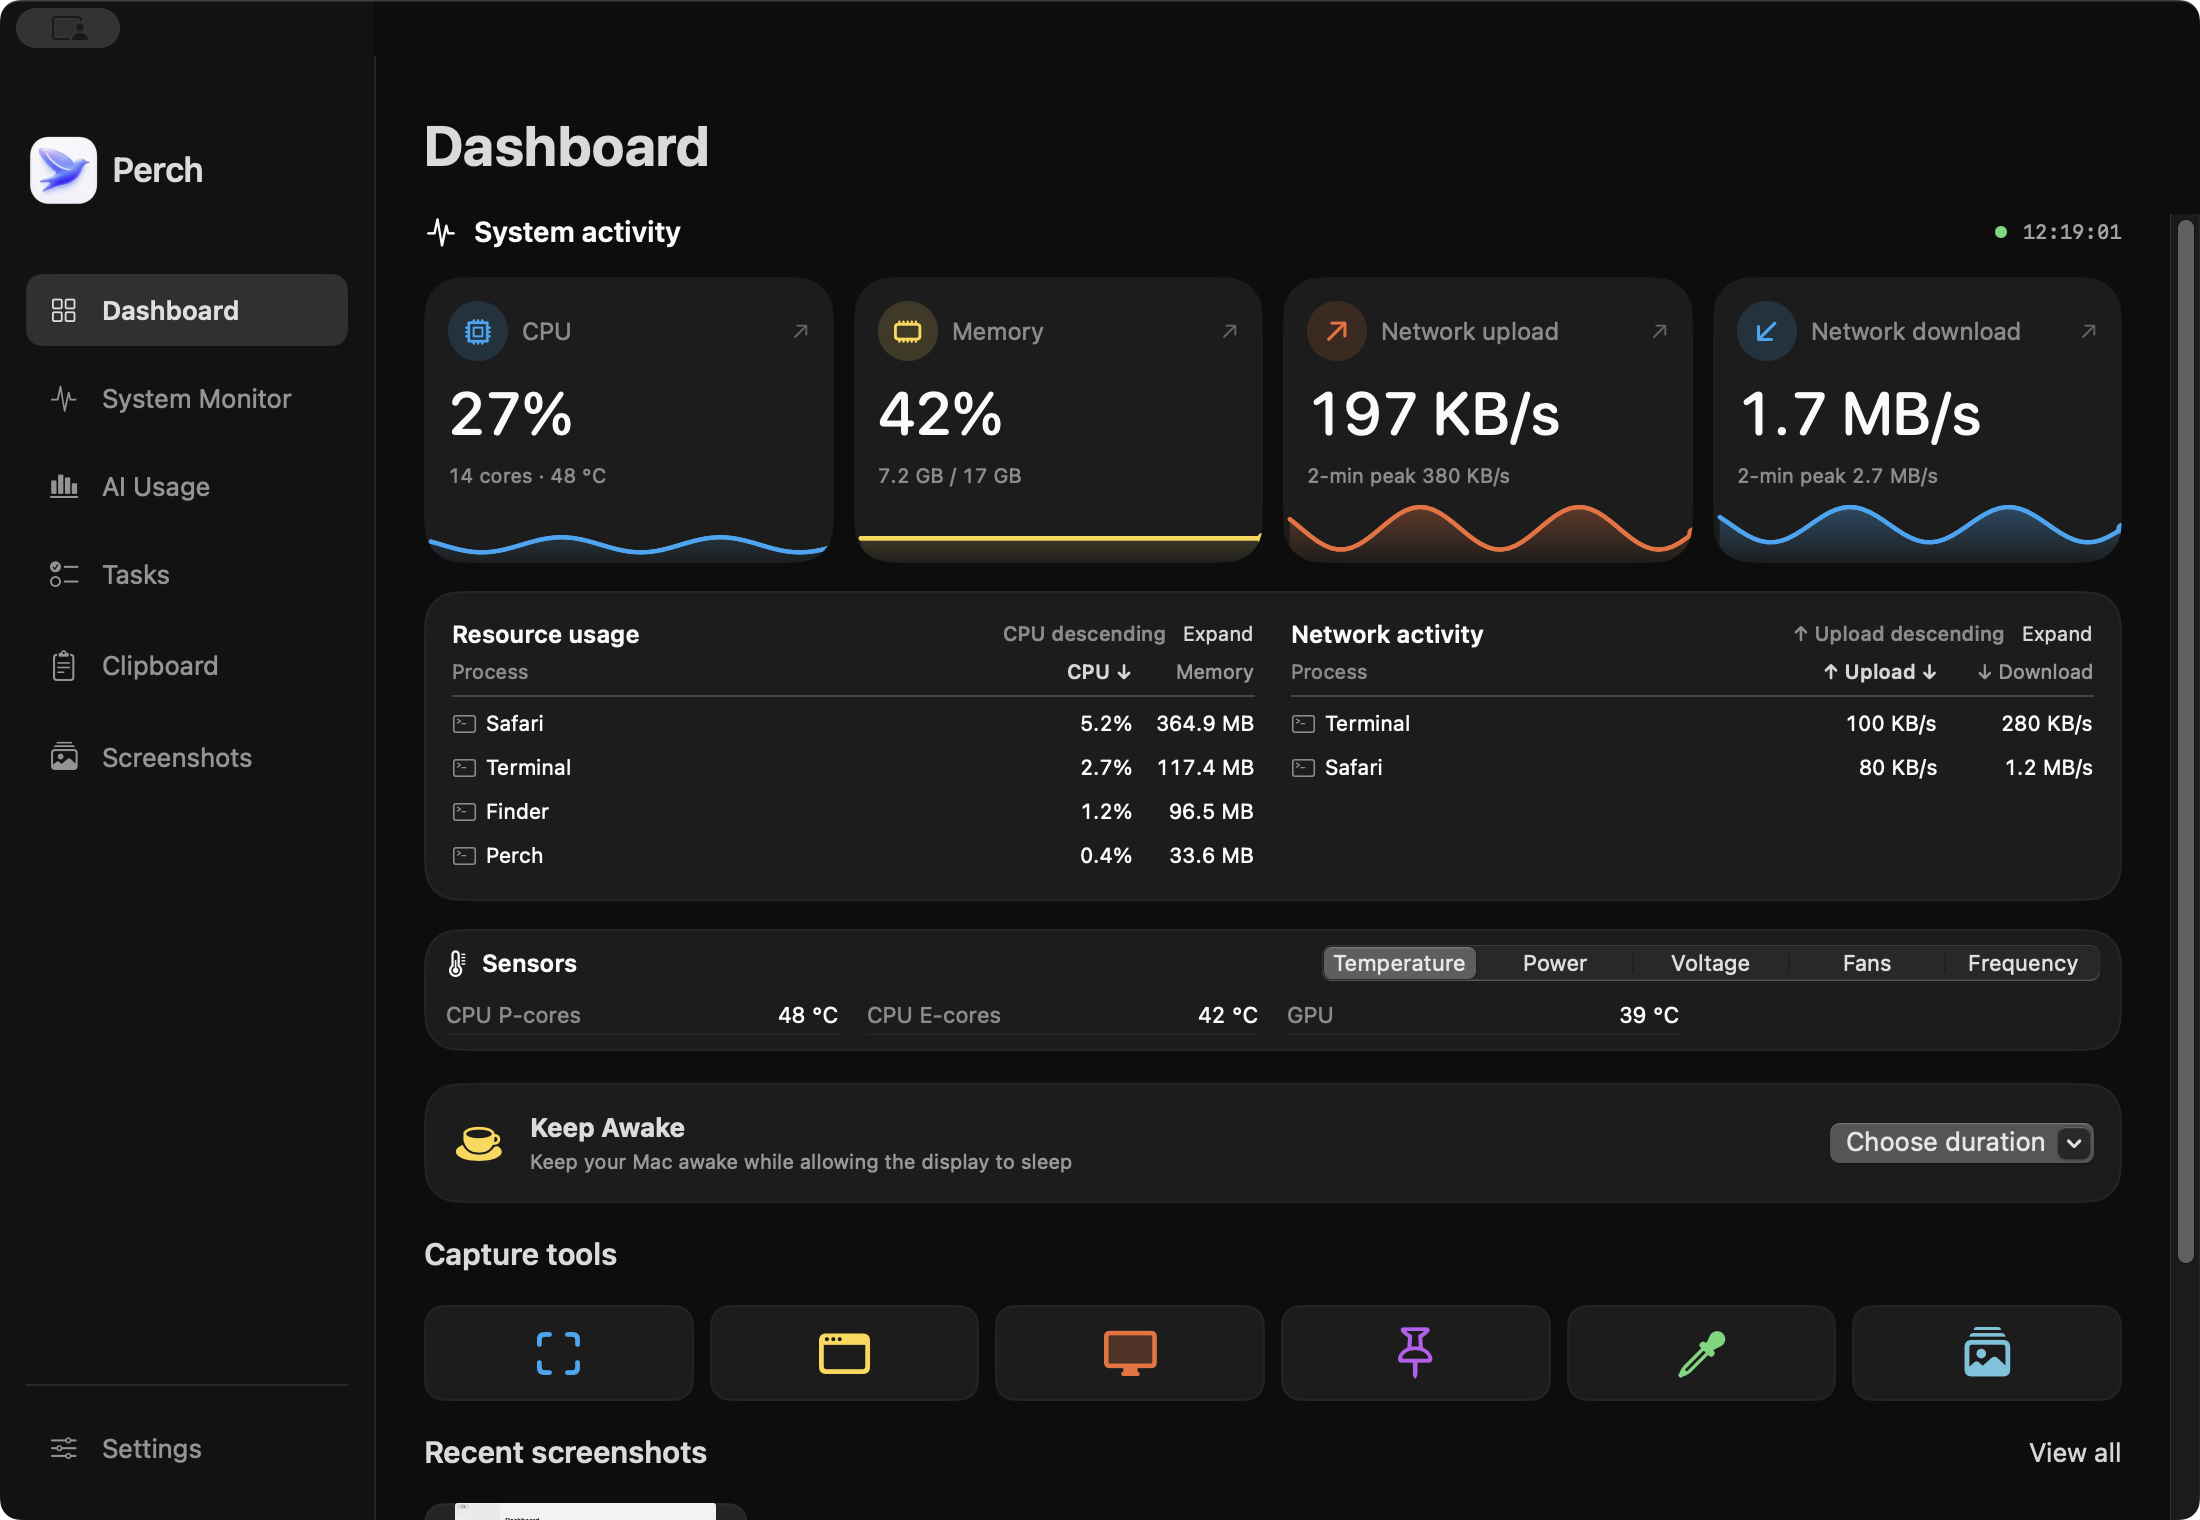 Perch
Dashboard
System Monitor
AI Usage
Tasks
Clipboard
Screenshots
Settings
Dashboard
System activity
12:19:01
CPU
27%
14 cores · 48 °C
Memory
42%
7.2 GB / 17 GB
Network upload
197 KB/s
2-min peak 380 KB/s
Network download
1.7 MB/s
2-min peak 2.7 MB/s
Resource usage CPU descending Expand
Process CPU ↓ Memory
Safari 5.2% 364.9 MB
Terminal 2.7% 117.4 MB
Finder 1.2% 96.5 MB
Perch 0.4% 33.6 MB
Network activity ↑ Upload descending Expand
Process ↑ Upload ↓ ↓ Download
Terminal 100 KB/s 280 KB/s
Safari 80 KB/s 1.2 MB/s
Sensors Temperature Power Voltage Fans Frequency
CPU P-cores 48 °C CPU E-cores 42 °C GPU 39 °C
Keep Awake
Keep your Mac awake while allowing the display to sleep
Choose duration
Capture tools
Recent screenshots View all